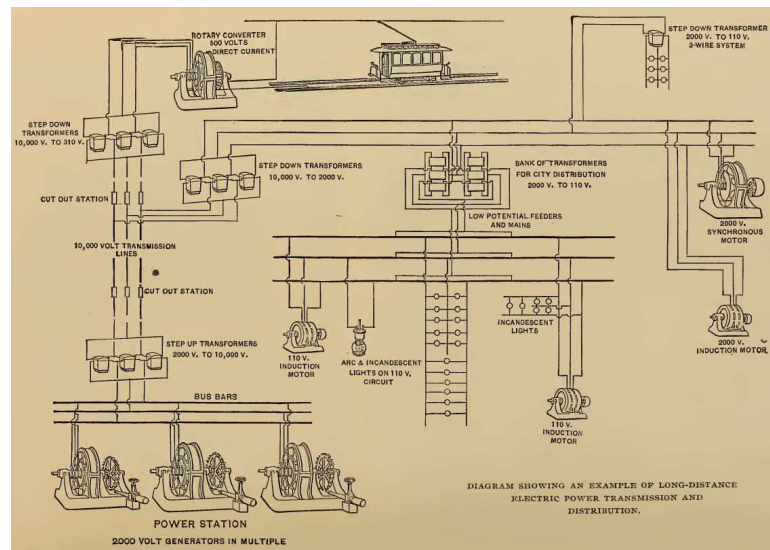 ROTARY CONVERTER
500 VOLTS
DIRECT CURRENT
STEP DOWN TRANSFORMER
2000 V. TO 110 V.
3-WIRE SYSTEM
STEP DOWN
TRANSFORMERS
10,000 V. TO 310 V.
STEP DOWN TRANSFORMERS
10,000 V. TO 2000 V.
BANK OF TRANSFORMERS
FOR CITY DISTRIBUTION
2000 V. TO 110 V.
CUT OUT STATION
LOW POTENTIAL FEEDERS
AND MAINS
2000 V.
SYNCHRONOUS
MOTOR
10,000 VOLT TRANSMISSION
LINES
CUT OUT STATION
INCANDESCENT
LIGHTS
STEP UP TRANSFORMERS
2000 V. TO 10,000 V.
110 V.
INDUCTION
MOTOR
ARC & INCANDESCENT
LIGHTS ON 110 V.
CIRCUIT
2000 V.
INDUCTION MOTOR
BUS BARS
110 V.
INDUCTION
MOTOR
DIAGRAM SHOWING AN EXAMPLE OF LONG-DISTANCE
ELECTRIC POWER TRANSMISSION AND
DISTRIBUTION.
POWER STATION
2000 VOLT GENERATORS IN MULTIPLE